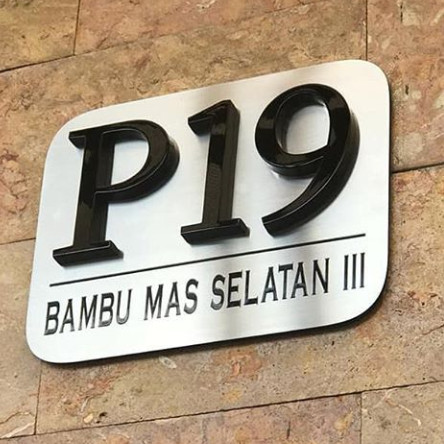 P19
BAMBU MAS SELATAN III